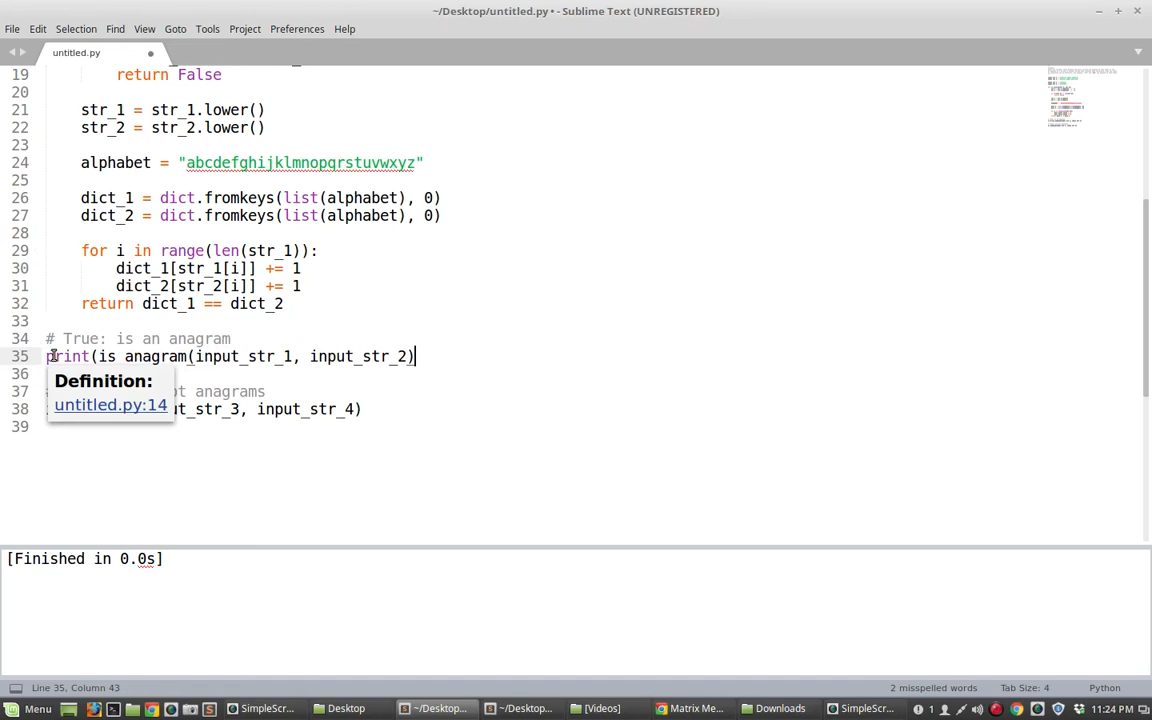 ~/Desktop/untitled.py • - Sublime Text (UNREGISTERED)
File Edit Selection Find View Goto Tools Project Preferences Help
untitled.py
19 return False
20
21 str_1 = str_1.lower()
22 str_2 = str_2.lower()
23
24 alphabet = "abcdefghijklmnopqrstuvwxyz"
25
26 dict_1 = dict.fromkeys(list(alphabet), 0)
27 dict_2 = dict.fromkeys(list(alphabet), 0)
28
29 for i in range(len(str_1)):
30 dict_1[str_1[i]] += 1
31 dict_2[str_2[i]] += 1
32 return dict_1 == dict_2
33
34 # True: is an anagram
35 print(is anagram(input_str_1, input_str_2)
36
Definition:
37 anagrams
untitled.py:14
38 _str_3, input_str_4)
39
[Finished in 0.0s]
Line 35, Column 43 2 misspelled words Tab Size: 4 Python
Menu SimpleScr... Desktop ~/Desktop... ~/Desktop... [Videos] Matrix Me... Downloads SimpleScr... 1 11:24 PM